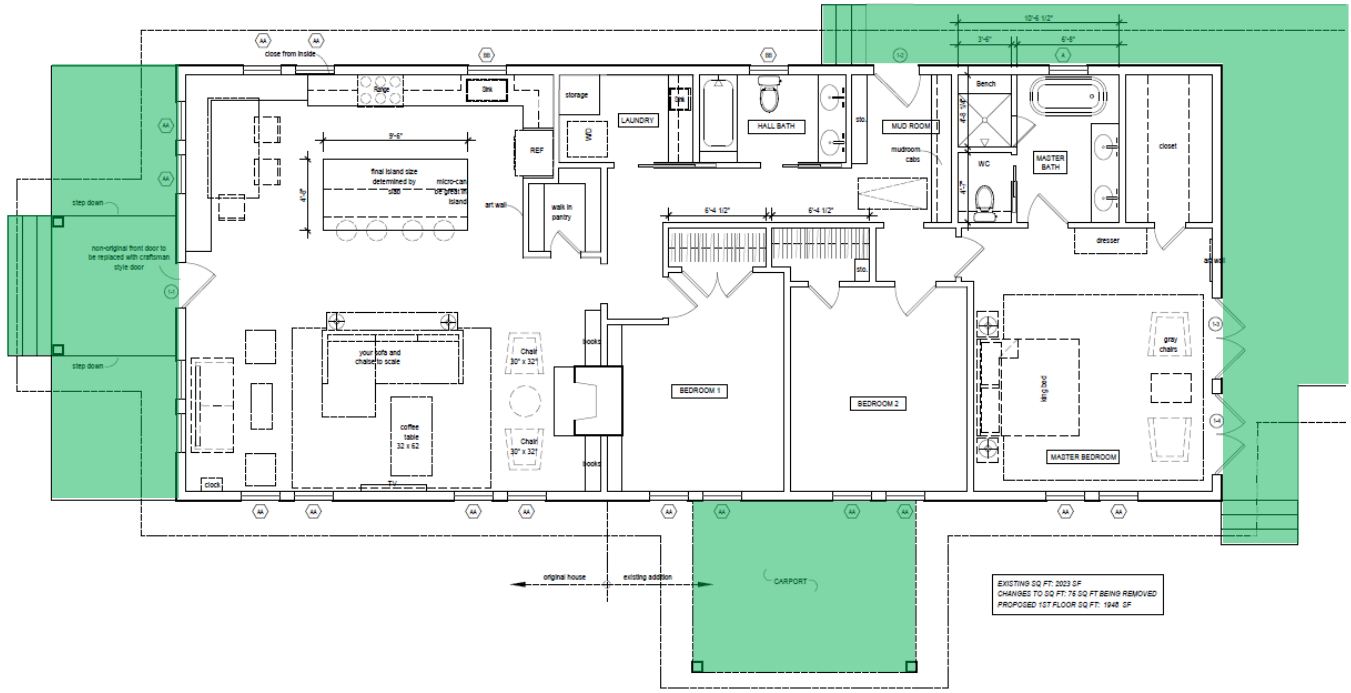 10'-6 1/2"
3'-6"
6'-8"
AA
AA
BB
BB
1-2
A
close from inside
Range
Sink
storage
Sink
Bench
4'-8 1/2"
AA
9'-6"
REF
W/D
LAUNDRY
HALL BATH
sto.
MUD ROOM
closet
mudroom
cabs
WC
MASTER
BATH
4'-7"
AA
final island size
determined by
slab
micro-can
be great in
island
step down
art wall
walk in
pantry
6'-4 1/2"
6'-4 1/2"
dresser
art wall
non-original front door to
be replaced with craftsman
style door
sto.
your sofa and
chaise to scale
Chair
30" x 32"
books
gray
chairs
1-3
step down
BEDROOM 1
BEDROOM 2
king bed
1-4
coffee
table
32 x 62
Chair
30" x 32"
books
MASTER BEDROOM
clock
TV
AA
AA
AA
AA
AA
AA
AA
AA
AA
AA
original house
existing addition
CARPORT
EXISTING SQ FT: 2023 SF
CHANGES TO SQ FT: 75 SQ FT BEING REMOVED
PROPOSED 1ST FLOOR SQ FT: 1948 SF